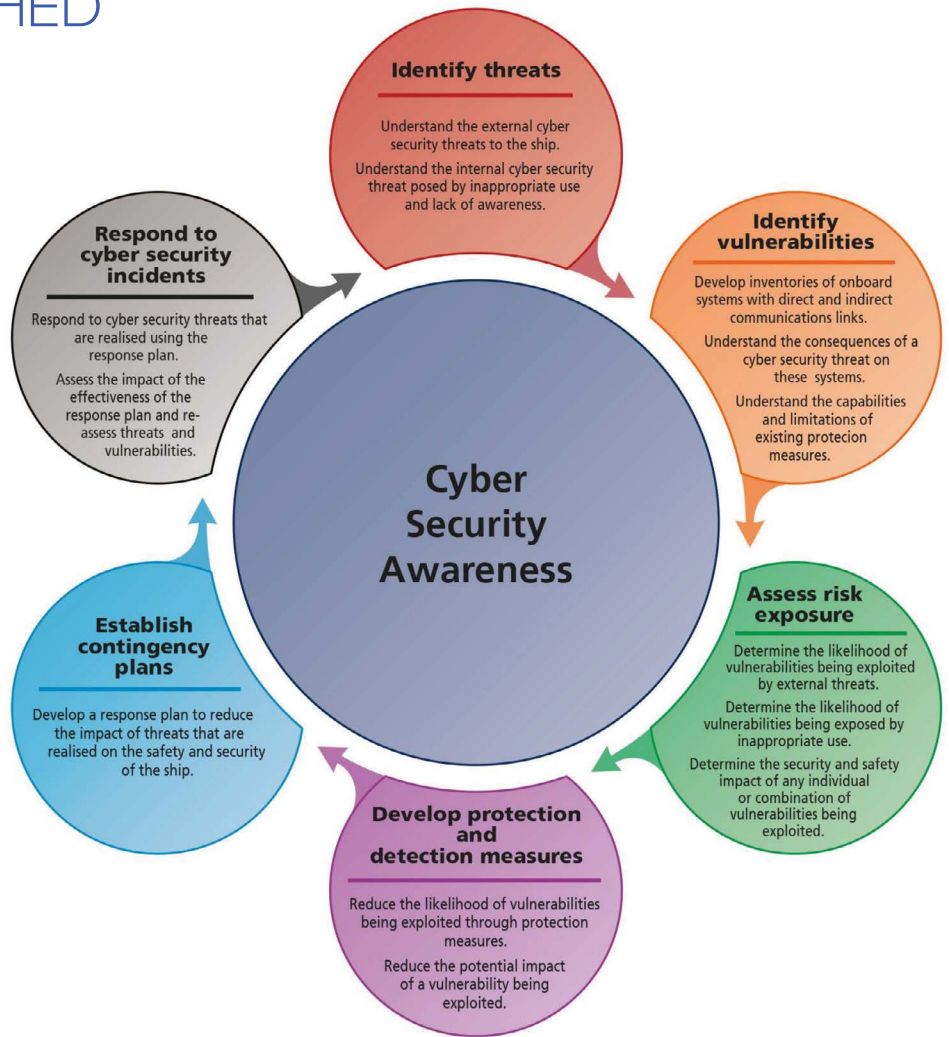 HED
Identify threats
Understand the external cyber
security threats to the ship.
Understand the internal cyber security
threat posed by inappropriate use
and lack of awareness.
Identify
vulnerabilities
Develop inventories of onboard
systems with direct and indirect
communications links.
Understand the consequences of a
cyber security threat on
these systems.
Understand the capabilities
and limitations of
existing protecion
measures.
Assess risk
exposure
Determine the likelihood of
vulnerabilities being exploited
by external threats.
Determine the likelihood of
vulnerabilities being exposed by
inappropriate use.
Determine the security and safety
impact of any individual
or combination of
vulnerabilities being
exploited.
Develop protection
and
detection measures
Reduce the likelihood of vulnerabilities
being exploited through protection
measures.
Reduce the potential impact
of a vulnerability being
exploited.
Establish
contingency
plans
Develop a response plan to reduce
the impact of threats that are
realised on the safety and security
of the ship.
Respond to
cyber security
incidents
Respond to cyber security threats that
are realised using the
response plan.
Assess the impact of the
effectiveness of the
response plan and re-
assess threats and
vulnerabilities.
Cyber
Security
Awareness